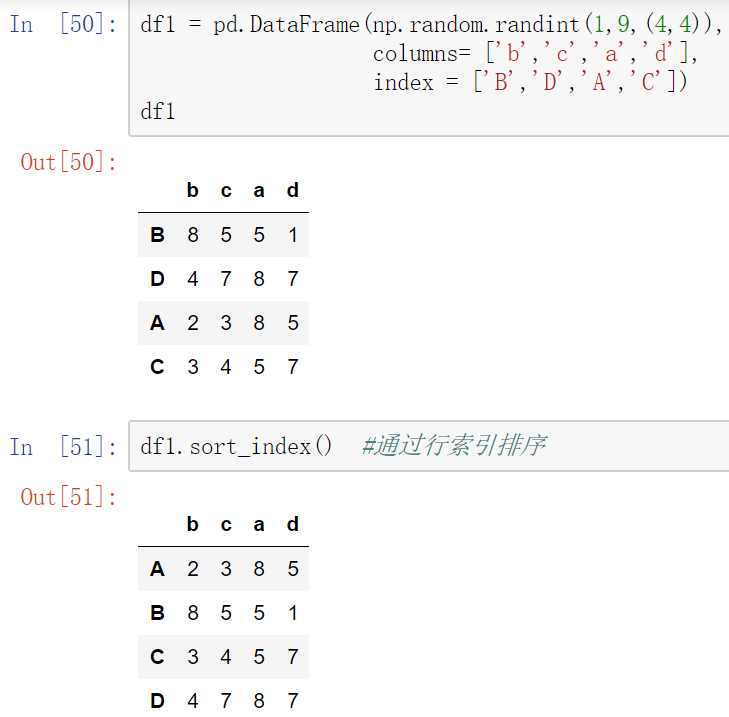 In [50]: df1 = pd.DataFrame(np.random.randint(1,9,(4,4)),
columns= ['b','c','a','d'],
index = ['B','D','A','C'])
df1
Out[50]:
b c a d
B 8 5 5 1
D 4 7 8 7
A 2 3 8 5
C 3 4 5 7
In [51]: df1.sort_index() #通过行索引排序
Out[51]:
b c a d
A 2 3 8 5
B 8 5 5 1
C 3 4 5 7
D 4 7 8 7